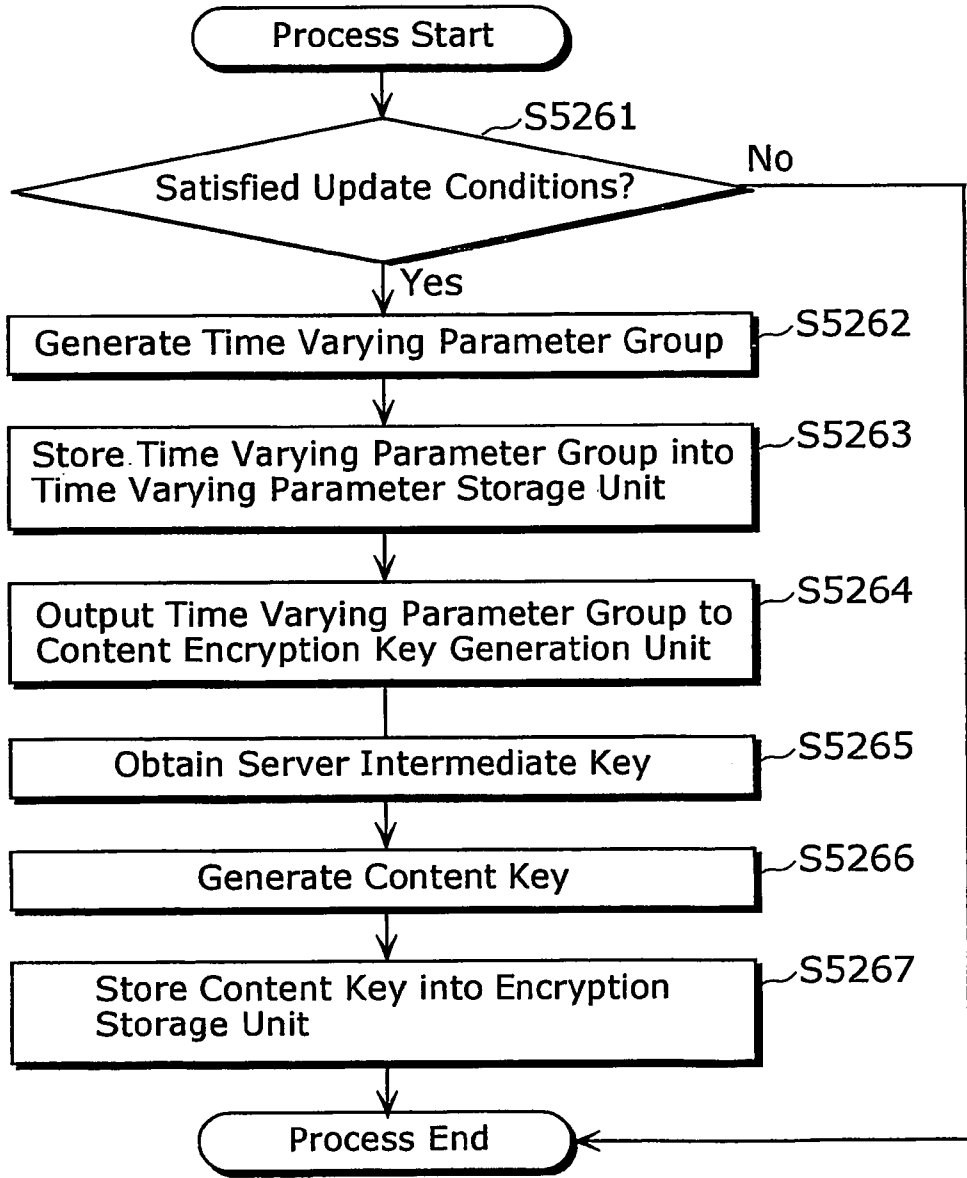 Process Start
S5261
No
Satisfied Update Conditions?
Yes
S5262
Generate Time Varying Parameter Group
S5263
Store Time Varying Parameter Group into
Time Varying Parameter Storage Unit
S5264
Output Time Varying Parameter Group to
Content Encryption Key Generation Unit
S5265
Obtain Server Intermediate Key
S5266
Generate Content Key
S5267
Store Content Key into Encryption
Storage Unit
Process End